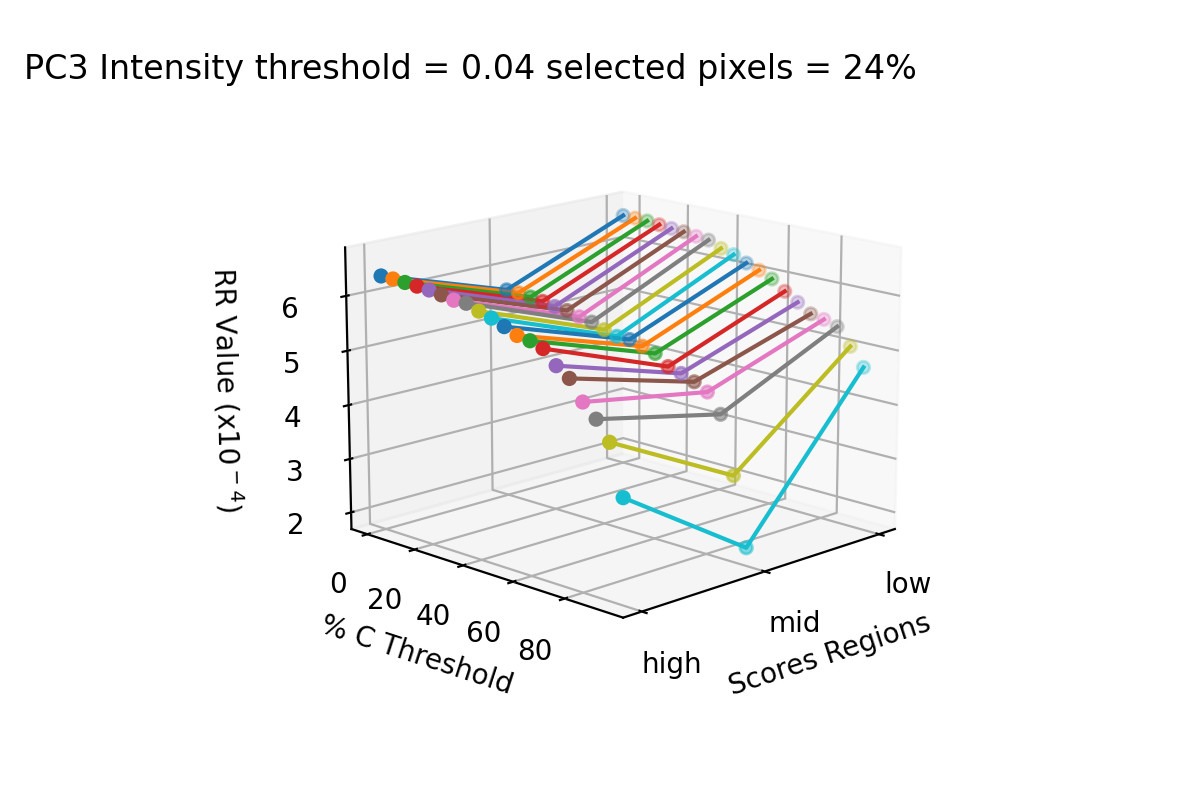 PC3 Intensity threshold = 0.04 selected pixels = 24%
RR Value (x10⁻⁴)
6
5
4
3
2
0
20
40
60
80
% C Threshold
high
mid
low
Scores Regions